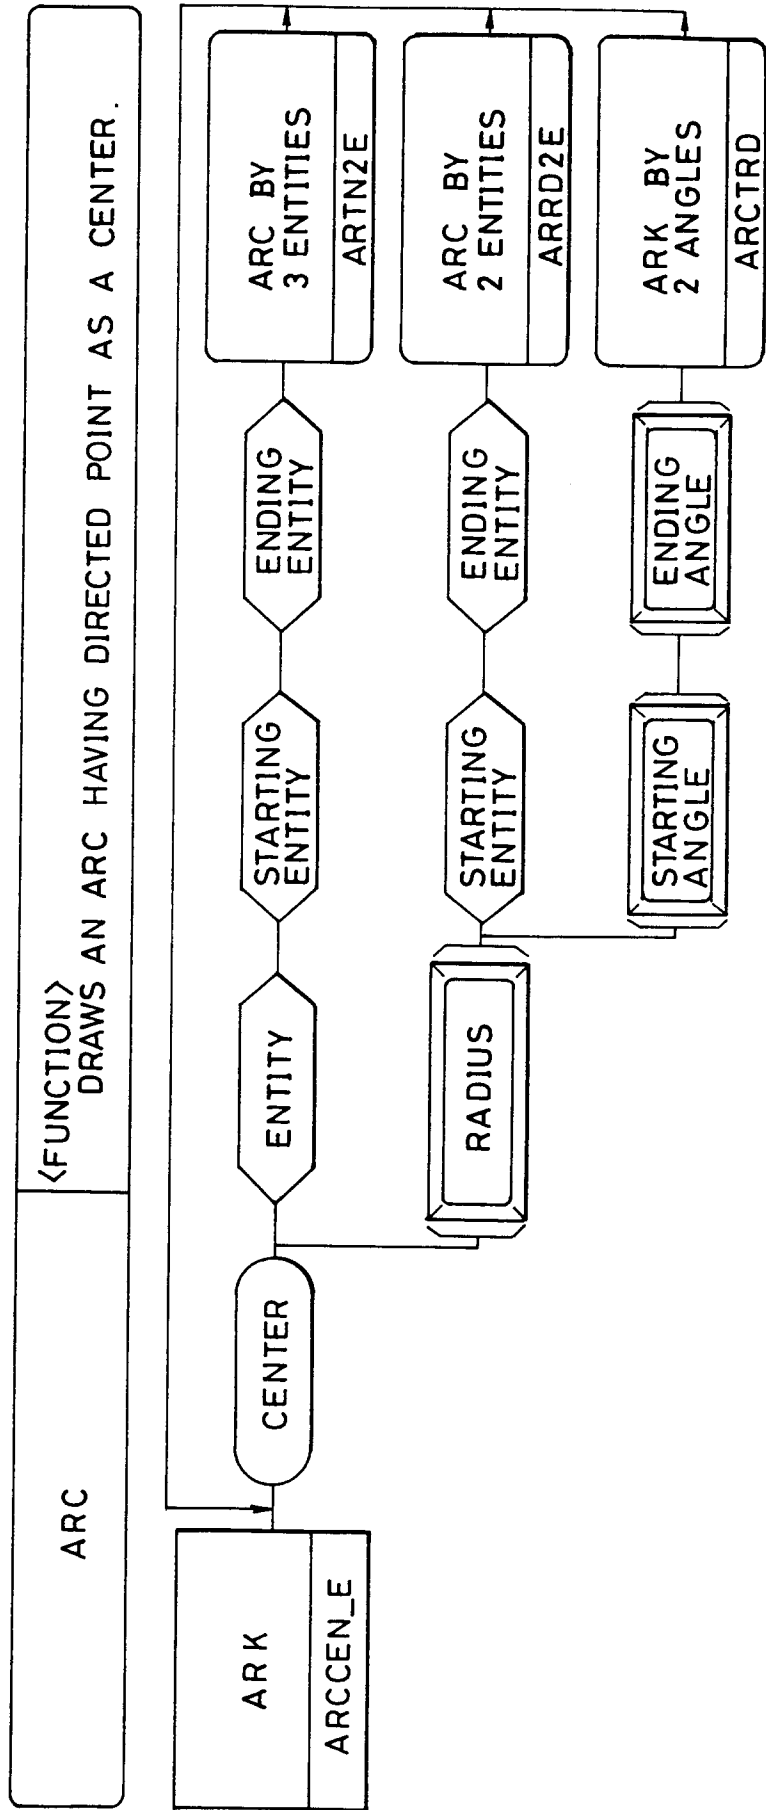 ARC
<FUNCTION>
DRAWS AN ARC HAVING DIRECTED POINT AS A CENTER.
ARK
ARCCEN_E
CENTER
ENTITY
STARTING
ENTITY
ENDING
ENTITY
ARC BY
3 ENTITIES
ARTN2E
RADIUS
STARTING
ENTITY
ENDING
ENTITY
ARC BY
2 ENTITIES
ARRD2E
STARTING
ANGLE
ENDING
ANGLE
ARK BY
2 ANGLES
ARCTRD